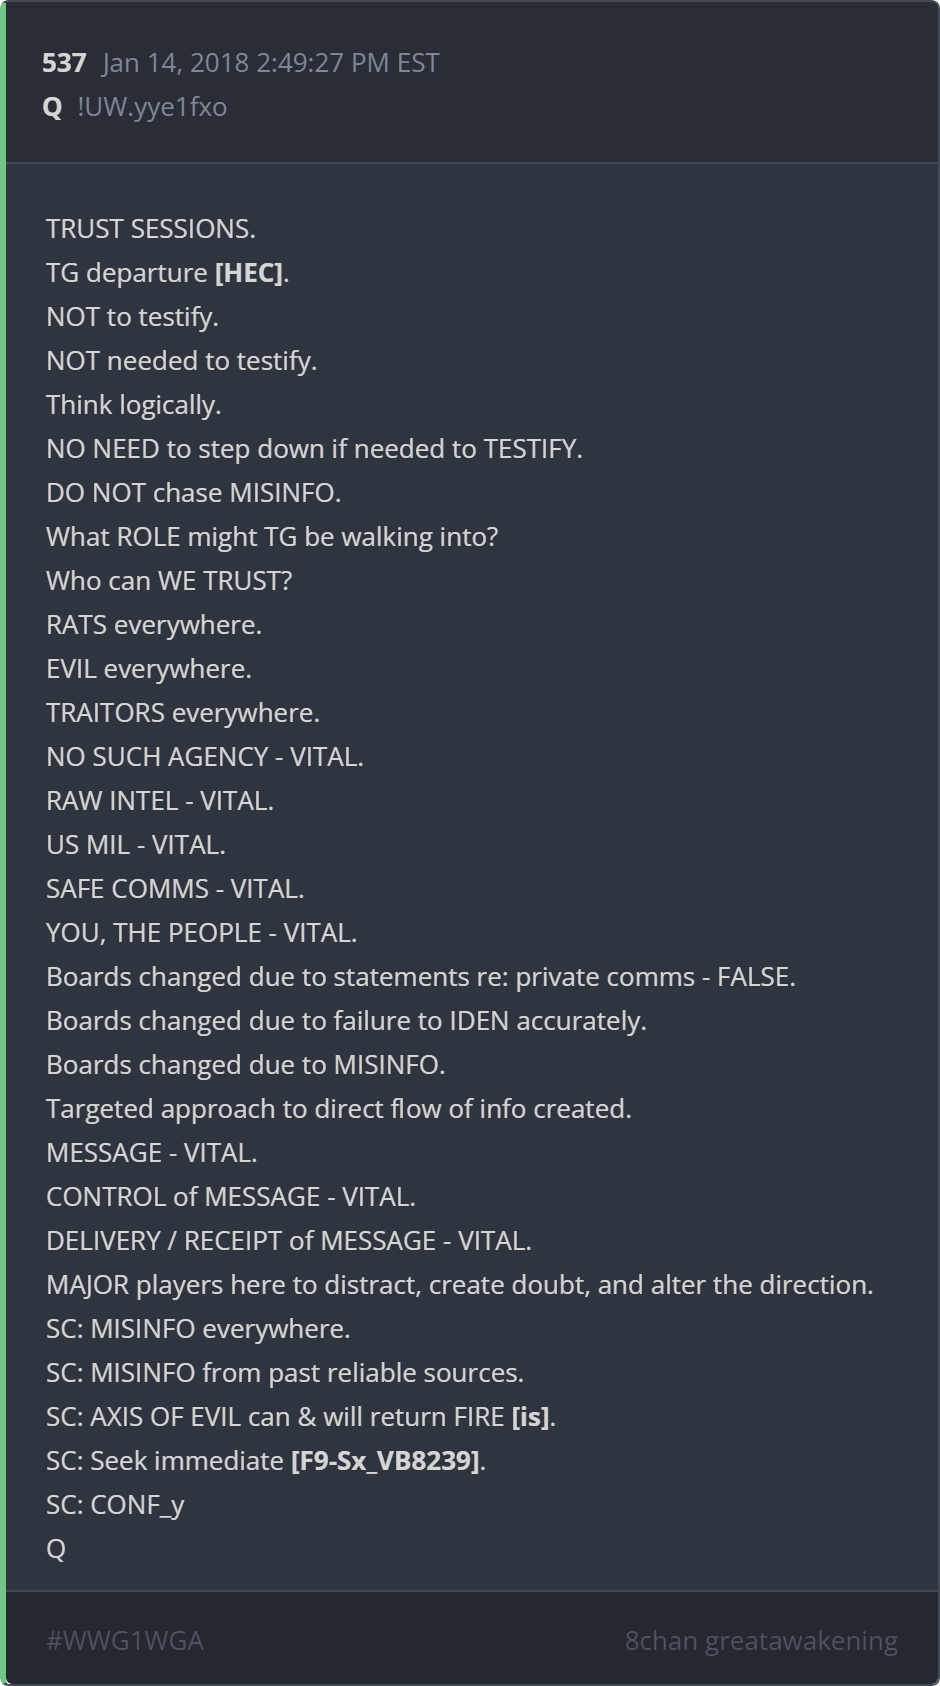 537 Jan 14, 2018 2:49:27 PM EST
Q !UW.yye1fxo
TRUST SESSIONS.
TG departure [HEC].
NOT to testify.
NOT needed to testify.
Think logically.
NO NEED to step down if needed to TESTIFY.
DO NOT chase MISINFO.
What ROLE might TG be walking into?
Who can WE TRUST?
RATS everywhere.
EVIL everywhere.
TRAITORS everywhere.
NO SUCH AGENCY - VITAL.
RAW INTEL - VITAL.
US MIL - VITAL.
SAFE COMMS - VITAL.
YOU, THE PEOPLE - VITAL.
Boards changed due to statements re: private comms - FALSE.
Boards changed due to failure to IDEN accurately.
Boards changed due to MISINFO.
Targeted approach to direct flow of info created.
MESSAGE - VITAL.
CONTROL of MESSAGE - VITAL.
DELIVERY / RECEIPT of MESSAGE - VITAL.
MAJOR players here to distract, create doubt, and alter the direction.
SC: MISINFO everywhere.
SC: MISINFO from past reliable sources.
SC: AXIS OF EVIL can & will return FIRE [is].
SC: Seek immediate [F9-Sx_VB8239].
SC: CONF_y
Q
#WWG1WGA 8chan greatawakening